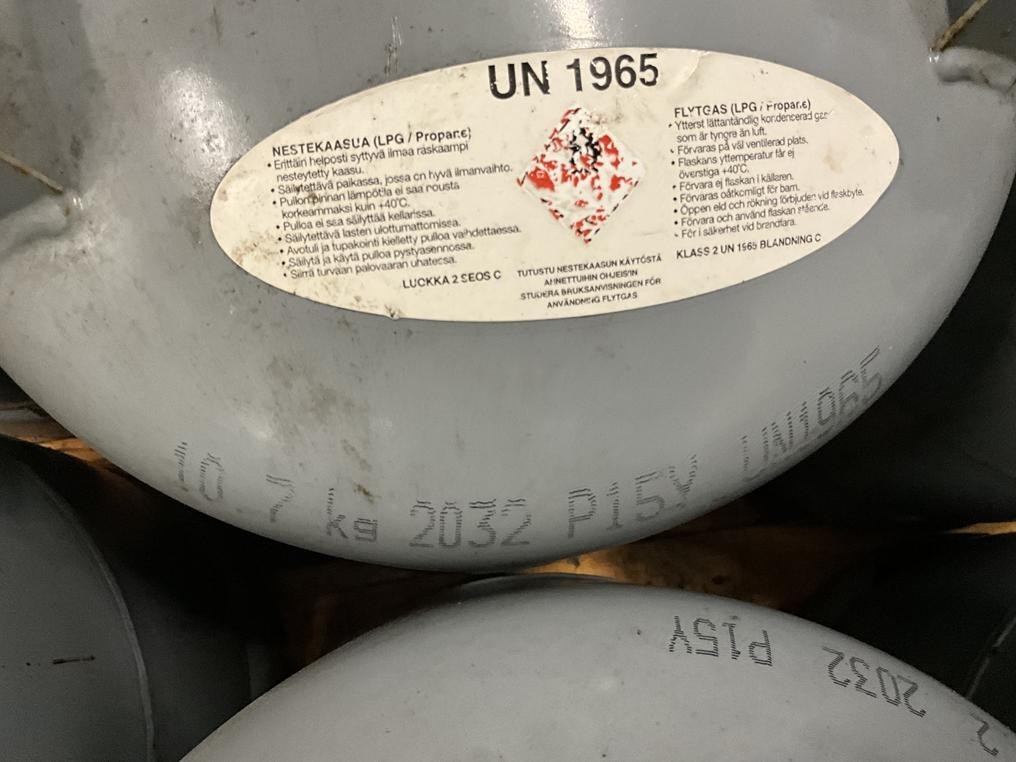 UN 1965
NESTEKAASUA (LPG / Propane)
• Erittäin helposti syttyvä ilmaa raskaampi
nesteytetty kaasu.
• Säilytettävä paikassa, jossa on hyvä ilmanvaihto.
• Pullon pinnan lämpötila ei saa nousta
korkeammaksi kuin +40°C.
• Pulloa ei saa säilyttää kellarissa.
• Säilytettävä lasten ulottumattomissa.
• Avotuli ja tupakointi kielletty pulloa vaihdettaessa.
• Säilytä ja käytä pulloa pystyasennossa.
• Siirrä turvaan palovaaran uhatessa.
LUOKKA 2 SEOS C
FLYTGAS (LPG / Propane)
• Ytterst lättantändlig kondenserad gas
som är tyngre än luft.
• Förvaras på väl ventilerad plats.
• Flaskans yttemperatur får ej
överstiga +40°C.
• Förvara ej flaskan i källaren.
• Förvaras oåtkomligt för barn.
• Öppen eld och rökning förbjuden vid flaskbyte.
• Förvara och använd flaskan stående.
• För i säkerhet vid brandfara.
KLASS 2 UN 1965 BLANDNING C
TUTUSTU NESTEKAASUN KÄYTÖSTÄ
ANNETTUIHIN OHJEISIIN
STUDERA BRUKSANVISNINGEN FÖR
ANVÄNDNING FLYTGAS
kg 2032 P15Y UN1965
P15Y 2032 2